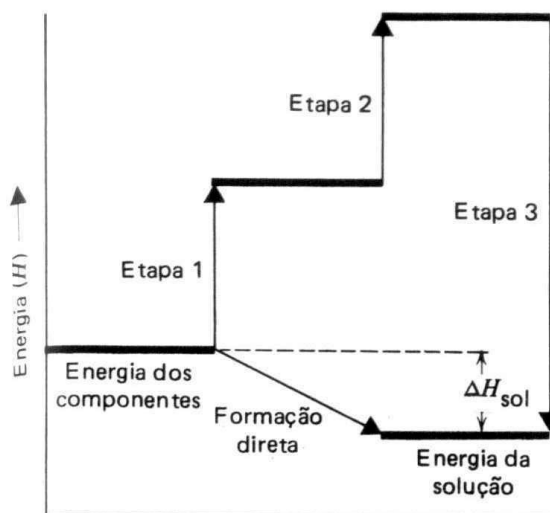 Etapa 2
Etapa 3
Etapa 1
Energia (H)
Energia dos
componentes
ΔHsol
Formação
direta
Energia da
solução